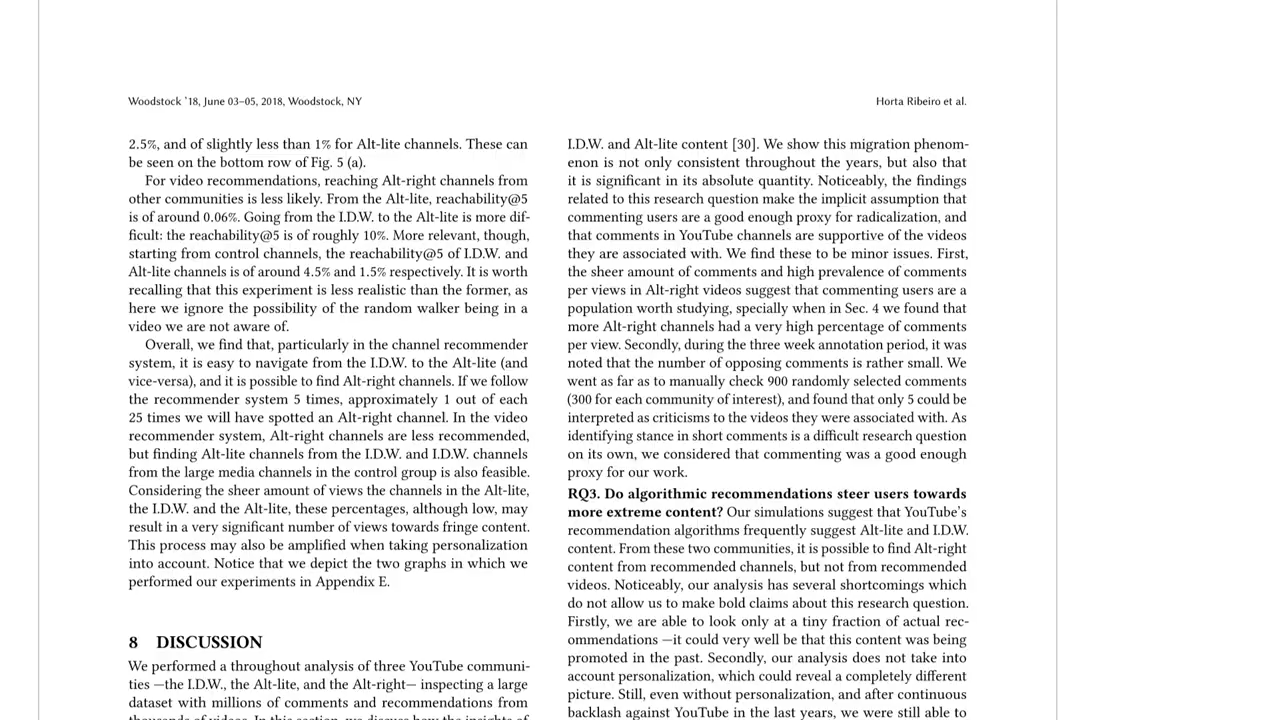 Woodstock '18, June 03–05, 2018, Woodstock, NY
Horta Ribeiro et al.
2.5%, and of slightly less than 1% for Alt-lite channels. These can
be seen on the bottom row of Fig. 5 (a).
For video recommendations, reaching Alt-right channels from
other communities is less likely. From the Alt-lite, reachability@5
is of around 0.06%. Going from the I.D.W. to the Alt-lite is more dif-
ficult: the reachability@5 is of roughly 10%. More relevant, though,
starting from control channels, the reachability@5 of I.D.W. and
Alt-lite channels is of around 4.5% and 1.5% respectively. It is worth
recalling that this experiment is less realistic than the former, as
here we ignore the possibility of the random walker being in a
video we are not aware of.
Overall, we find that, particularly in the channel recommender
system, it is easy to navigate from the I.D.W. to the Alt-lite (and
vice-versa), and it is possible to find Alt-right channels. If we follow
the recommender system 5 times, approximately 1 out of each
25 times we will have spotted an Alt-right channel. In the video
recommender system, Alt-right channels are less recommended,
but finding Alt-lite channels from the I.D.W. and I.D.W. channels
from the large media channels in the control group is also feasible.
Considering the sheer amount of views the channels in the Alt-lite,
the I.D.W. and the Alt-lite, these percentages, although low, may
result in a very significant number of views towards fringe content.
This process may also be amplified when taking personalization
into account. Notice that we depict the two graphs in which we
performed our experiments in Appendix E.
8 DISCUSSION
We performed a throughout analysis of three YouTube communi-
ties —the I.D.W., the Alt-lite, and the Alt-right— inspecting a large
dataset with millions of comments and recommendations from
thousands of videos. In this section, we discuss how the insights of
I.D.W. and Alt-lite content [30]. We show this migration phenom-
enon is not only consistent throughout the years, but also that
it is significant in its absolute quantity. Noticeably, the findings
related to this research question make the implicit assumption that
commenting users are a good enough proxy for radicalization, and
that comments in YouTube channels are supportive of the videos
they are associated with. We find these to be minor issues. First,
the sheer amount of comments and high prevalence of comments
per views in Alt-right videos suggest that commenting users are a
population worth studying, specially when in Sec. 4 we found that
more Alt-right channels had a very high percentage of comments
per view. Secondly, during the three week annotation period, it was
noted that the number of opposing comments is rather small. We
went as far as to manually check 900 randomly selected comments
(300 for each community of interest), and found that only 5 could be
interpreted as criticisms to the videos they were associated with. As
identifying stance in short comments is a difficult research question
on its own, we considered that commenting was a good enough
proxy for our work.
RQ3. Do algorithmic recommendations steer users towards
more extreme content? Our simulations suggest that YouTube's
recommendation algorithms frequently suggest Alt-lite and I.D.W.
content. From these two communities, it is possible to find Alt-right
content from recommended channels, but not from recommended
videos. Noticeably, our analysis has several shortcomings which
do not allow us to make bold claims about this research question.
Firstly, we are able to look only at a tiny fraction of actual rec-
ommendations —it could very well be that this content was being
promoted in the past. Secondly, our analysis does not take into
account personalization, which could reveal a completely different
picture. Still, even without personalization, and after continuous
backlash against YouTube in the last years, we were still able to